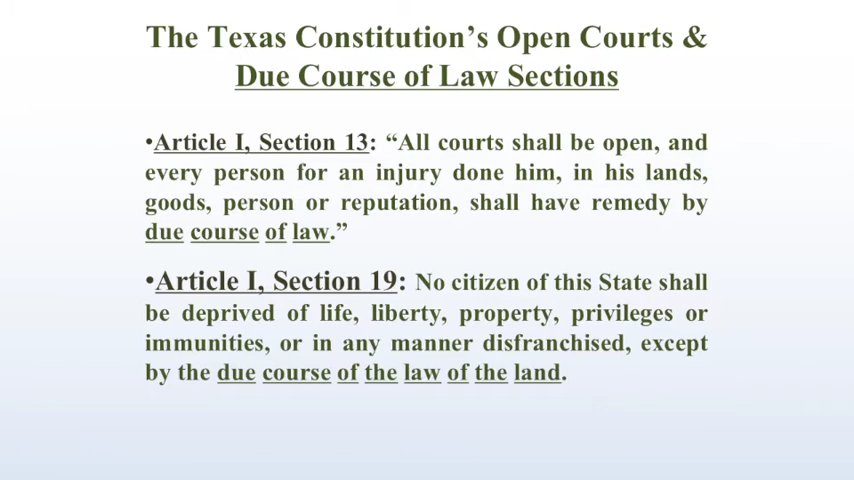 The Texas Constitution’s Open Courts &
Due Course of Law Sections
•Article I, Section 13: “All courts shall be open, and
every person for an injury done him, in his lands,
goods, person or reputation, shall have remedy by
due course of law.”
•Article I, Section 19: No citizen of this State shall
be deprived of life, liberty, property, privileges or
immunities, or in any manner disfranchised, except
by the due course of the law of the land.